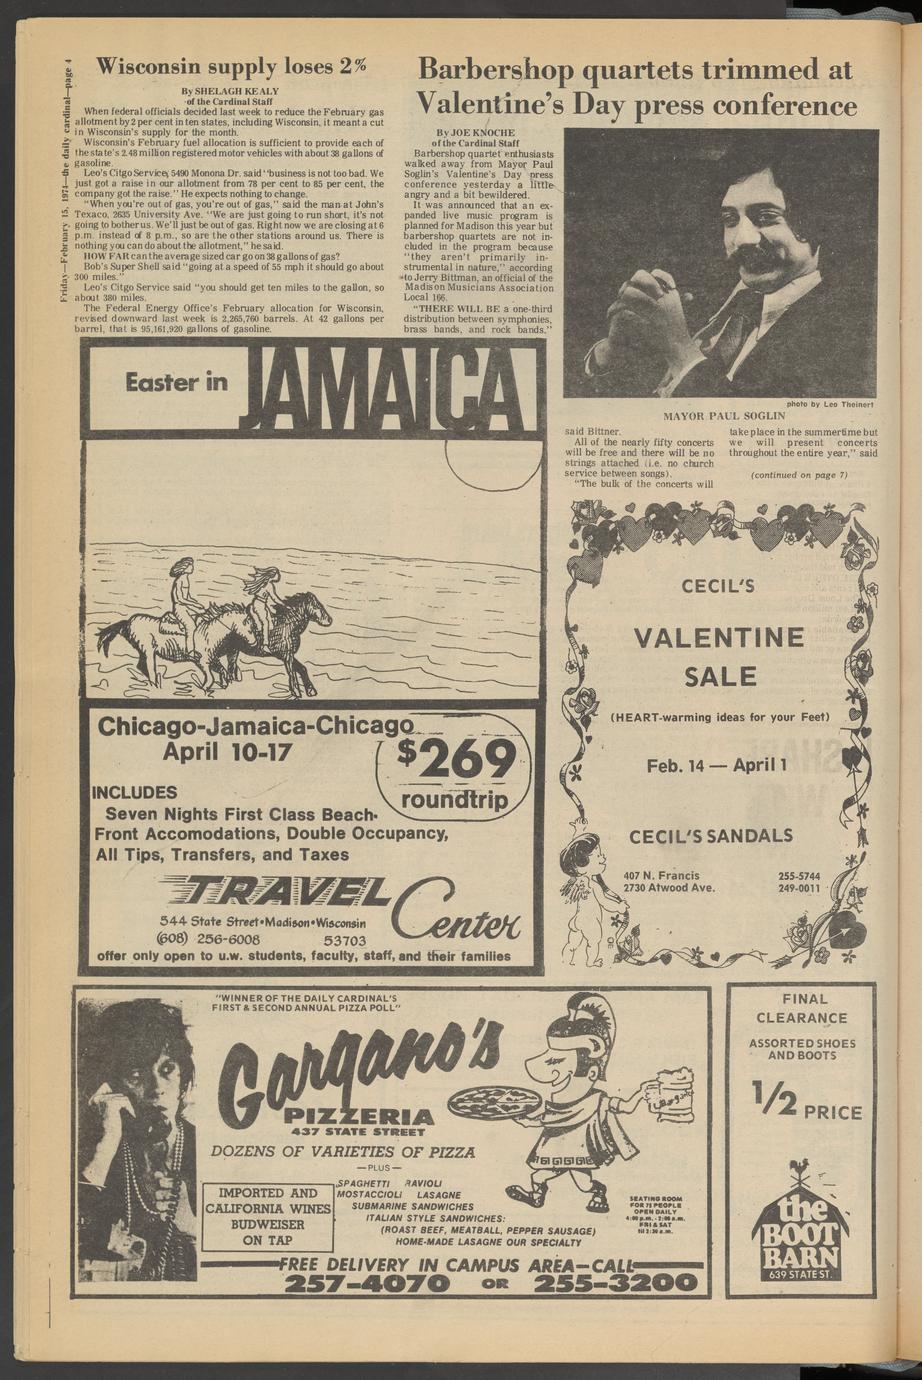 Friday—February 15, 1974—the daily cardinal—page 4
Wisconsin supply loses 2%
By SHELAGH KEALY
of the Cardinal Staff
When federal officials decided last week to reduce the February gas
allotment by 2 per cent in ten states, including Wisconsin, it meant a cut
in Wisconsin's supply for the month.
Wisconsin's February fuel allocation is sufficient to provide each of
the state's 2.48 million registered motor vehicles with about 38 gallons of
gasoline.
Leo's Citgo Service, 5490 Monona Dr. said "business is not too bad. We
just got a raise in our allotment from 78 per cent to 85 per cent, the
company got the raise." He expects nothing to change.
"When you're out of gas, you're out of gas," said the man at John's
Texaco, 2635 University Ave. "We are just going to run short, it's not
going to bother us. We'll just be out of gas. Right now we are closing at 6
p.m. instead of 8 p.m., so are the other stations around us. There is
nothing you can do about the allotment," he said.
HOW FAR can the average sized car go on 38 gallons of gas?
Bob's Super Shell said "going at a speed of 55 mph it should go about
300 miles."
Leo's Citgo Service said "you should get ten miles to the gallon, so
about 380 miles.
The Federal Energy Office's February allocation for Wisconsin,
revised downward last week is 2,265,760 barrels. At 42 gallons per
barrel, that is 95,161,920 gallons of gasoline.
Barbershop quartets trimmed at
Valentine's Day press conference
By JOE KNOCHE
of the Cardinal Staff
Barbershop quartet enthusiasts
walked away from Mayor Paul
Soglin's Valentine's Day press
conference yesterday a little
angry and a bit bewildered.
It was announced that an ex-
panded live music program is
planned for Madison this year but
barbershop quartets are not in-
cluded in the program because
"they aren't primarily in-
strumental in nature," according
to Jerry Bittman, an official of the
Madison Musicians Association
Local 166.
"THERE WILL BE a one-third
distribution between symphonies,
brass bands, and rock bands."
photo by Leo Theinert
MAYOR PAUL SOGLIN
said Bittner.
All of the nearly fifty concerts
will be free and there will be no
strings attached (i.e. no church
service between songs).
"The bulk of the concerts will
take place in the summertime but
we will present concerts
throughout the entire year," said
(continued on page 7)
Easter in JAMAICA
Chicago-Jamaica-Chicago
April 10-17
$269
roundtrip
INCLUDES
Seven Nights First Class Beach-
Front Accomodations, Double Occupancy,
All Tips, Transfers, and Taxes
TRAVEL Center
544 State Street•Madison•Wisconsin
(608) 256-6008 53703
offer only open to u.w. students, faculty, staff, and their families
CECIL'S
VALENTINE
SALE
(HEART-warming ideas for your Feet)
Feb. 14 — April 1
CECIL'S SANDALS
407 N. Francis 255-5744
2730 Atwood Ave. 249-0011
"WINNER OF THE DAILY CARDINAL'S
FIRST & SECOND ANNUAL PIZZA POLL"
Gargano's
PIZZERIA
437 STATE STREET
DOZENS OF VARIETIES OF PIZZA
—PLUS—
SPAGHETTI RAVIOLI
MOSTACCIOLI LASAGNE
SUBMARINE SANDWICHES
ITALIAN STYLE SANDWICHES:
(ROAST BEEF, MEATBALL, PEPPER SAUSAGE)
HOME-MADE LASAGNE OUR SPECIALTY
IMPORTED AND
CALIFORNIA WINES
BUDWEISER
ON TAP
SEATING ROOM
FOR 75 PEOPLE
OPEN DAILY
4:00 p.m. - 2:00 a.m.
FRI & SAT
til 2:30 a.m.
FREE DELIVERY IN CAMPUS AREA—CALL
257-4070 OR 255-3200
FINAL
CLEARANCE
ASSORTED SHOES
AND BOOTS
1/2 PRICE
the
BOOT
BARN
639 STATE ST.